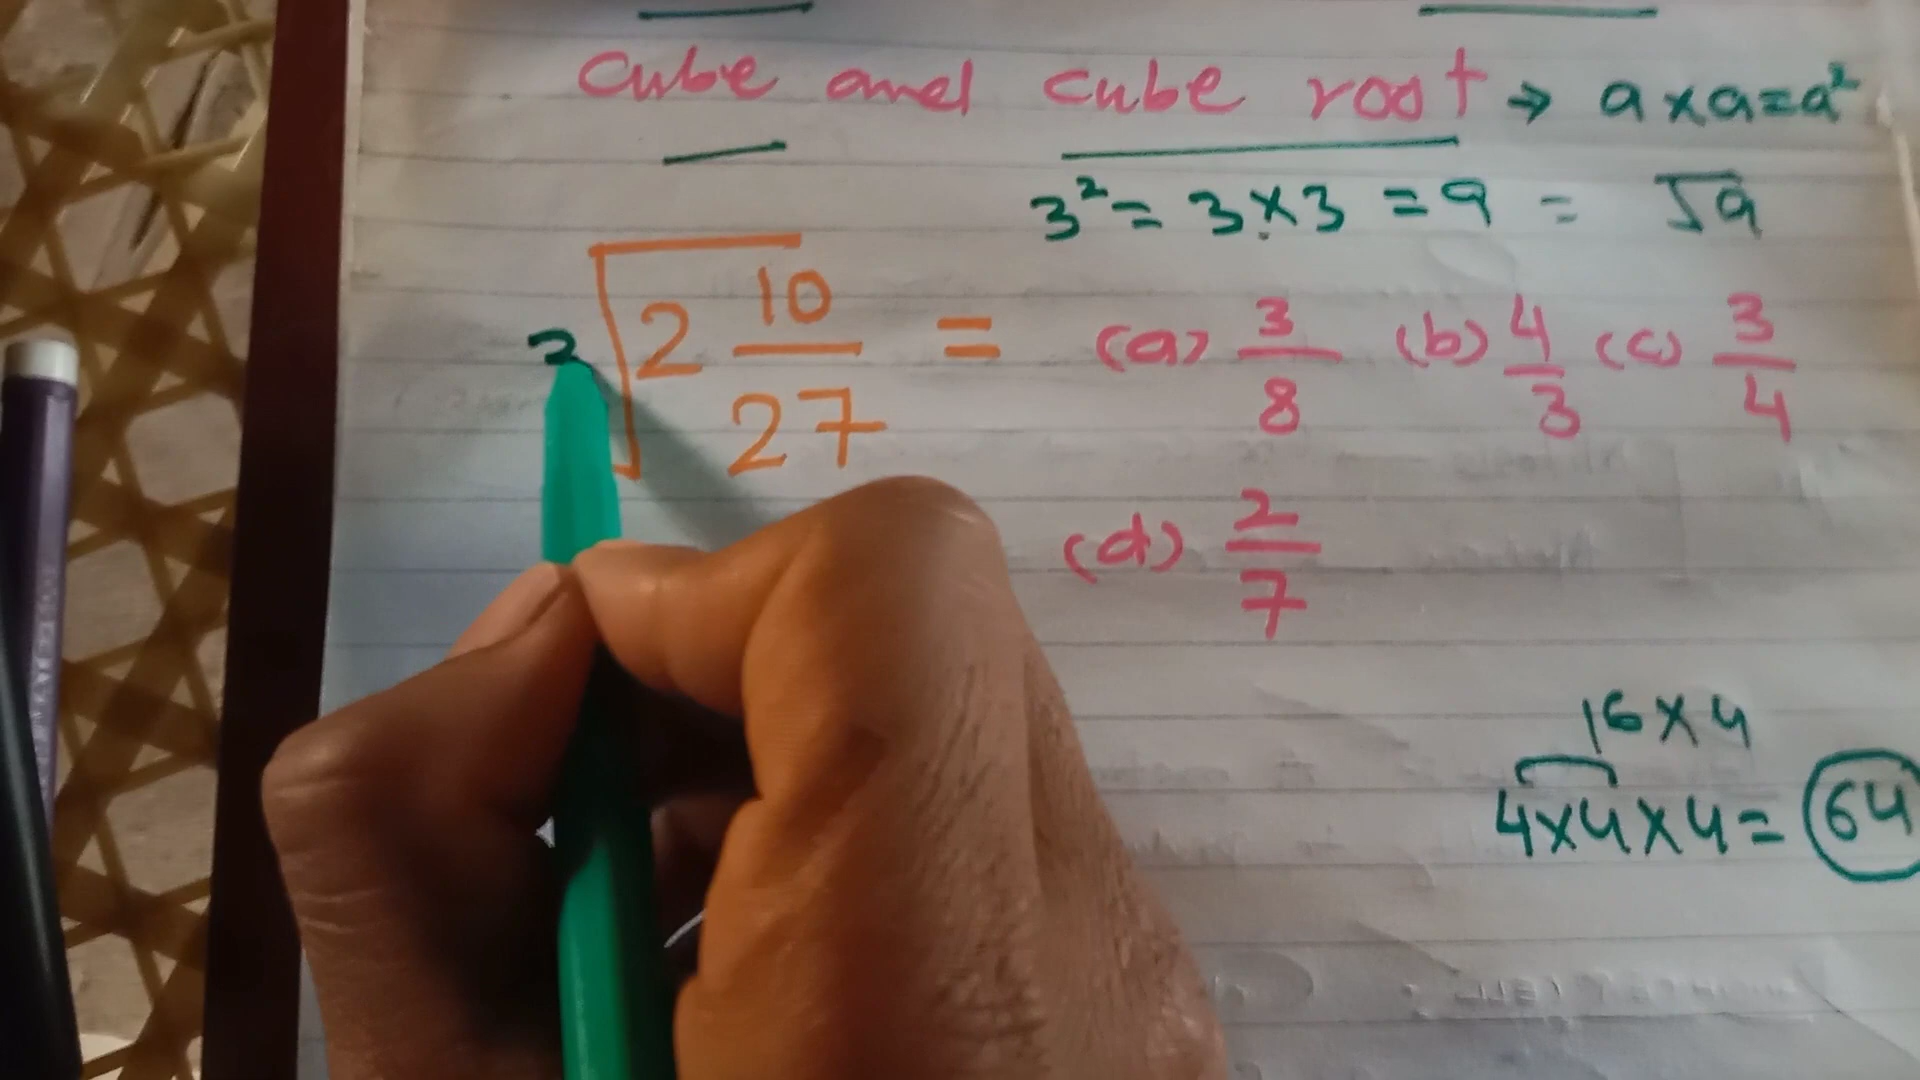 cube and cube root → a×a=a²
3² = 3×3 = 9 = √9
√2 10/27 = (a) 3/8 (b) 4/3 (c) 3/4
(d) 2/7
16×4
4×4×4= 64